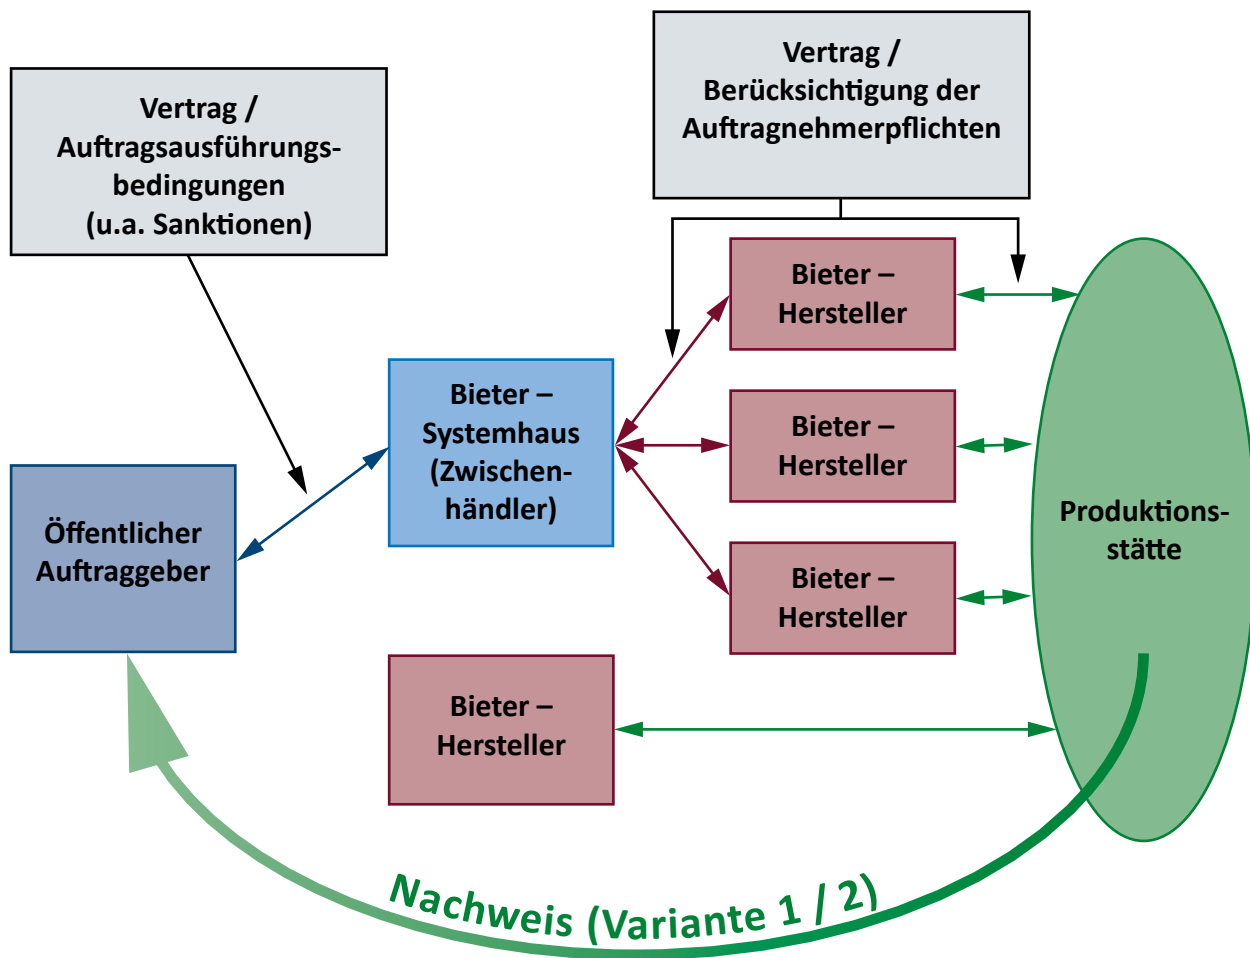 Vertrag /
Auftragsausführungs-
bedingungen
(u.a. Sanktionen)
Vertrag /
Berücksichtigung der
Auftragnehmerpflichten
Bieter –
Hersteller
Bieter –
Systemhaus
(Zwischen-
händler)
Bieter –
Hersteller
Öffentlicher
Auftraggeber
Produktions-
stätte
Bieter –
Hersteller
Bieter –
Hersteller
Nachweis (Variante 1 / 2)